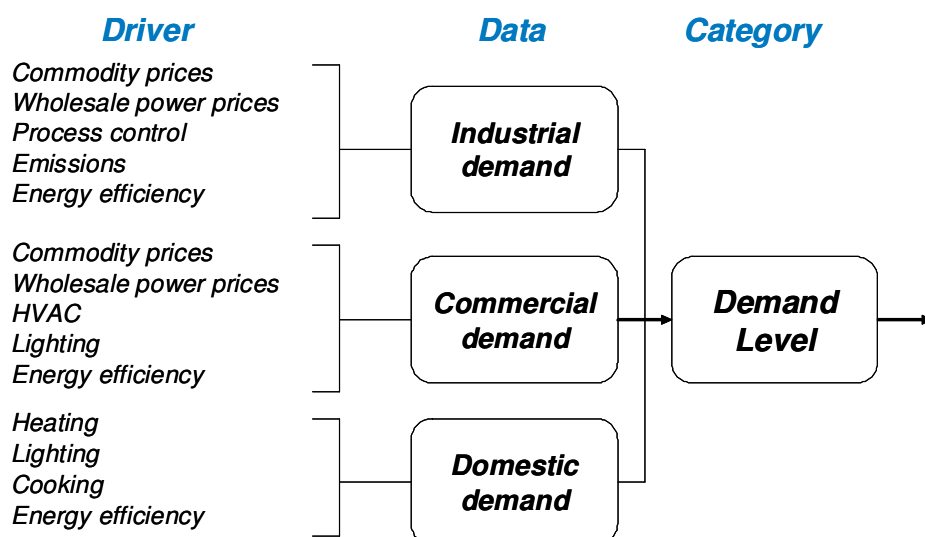 Driver Data Category
Commodity prices
Wholesale power prices
Process control
Emissions
Energy efficiency
Industrial
demand
Commodity prices
Wholesale power prices
HVAC
Lighting
Energy efficiency
Commercial
demand
Demand
Level
Heating
Lighting
Cooking
Energy efficiency
Domestic
demand